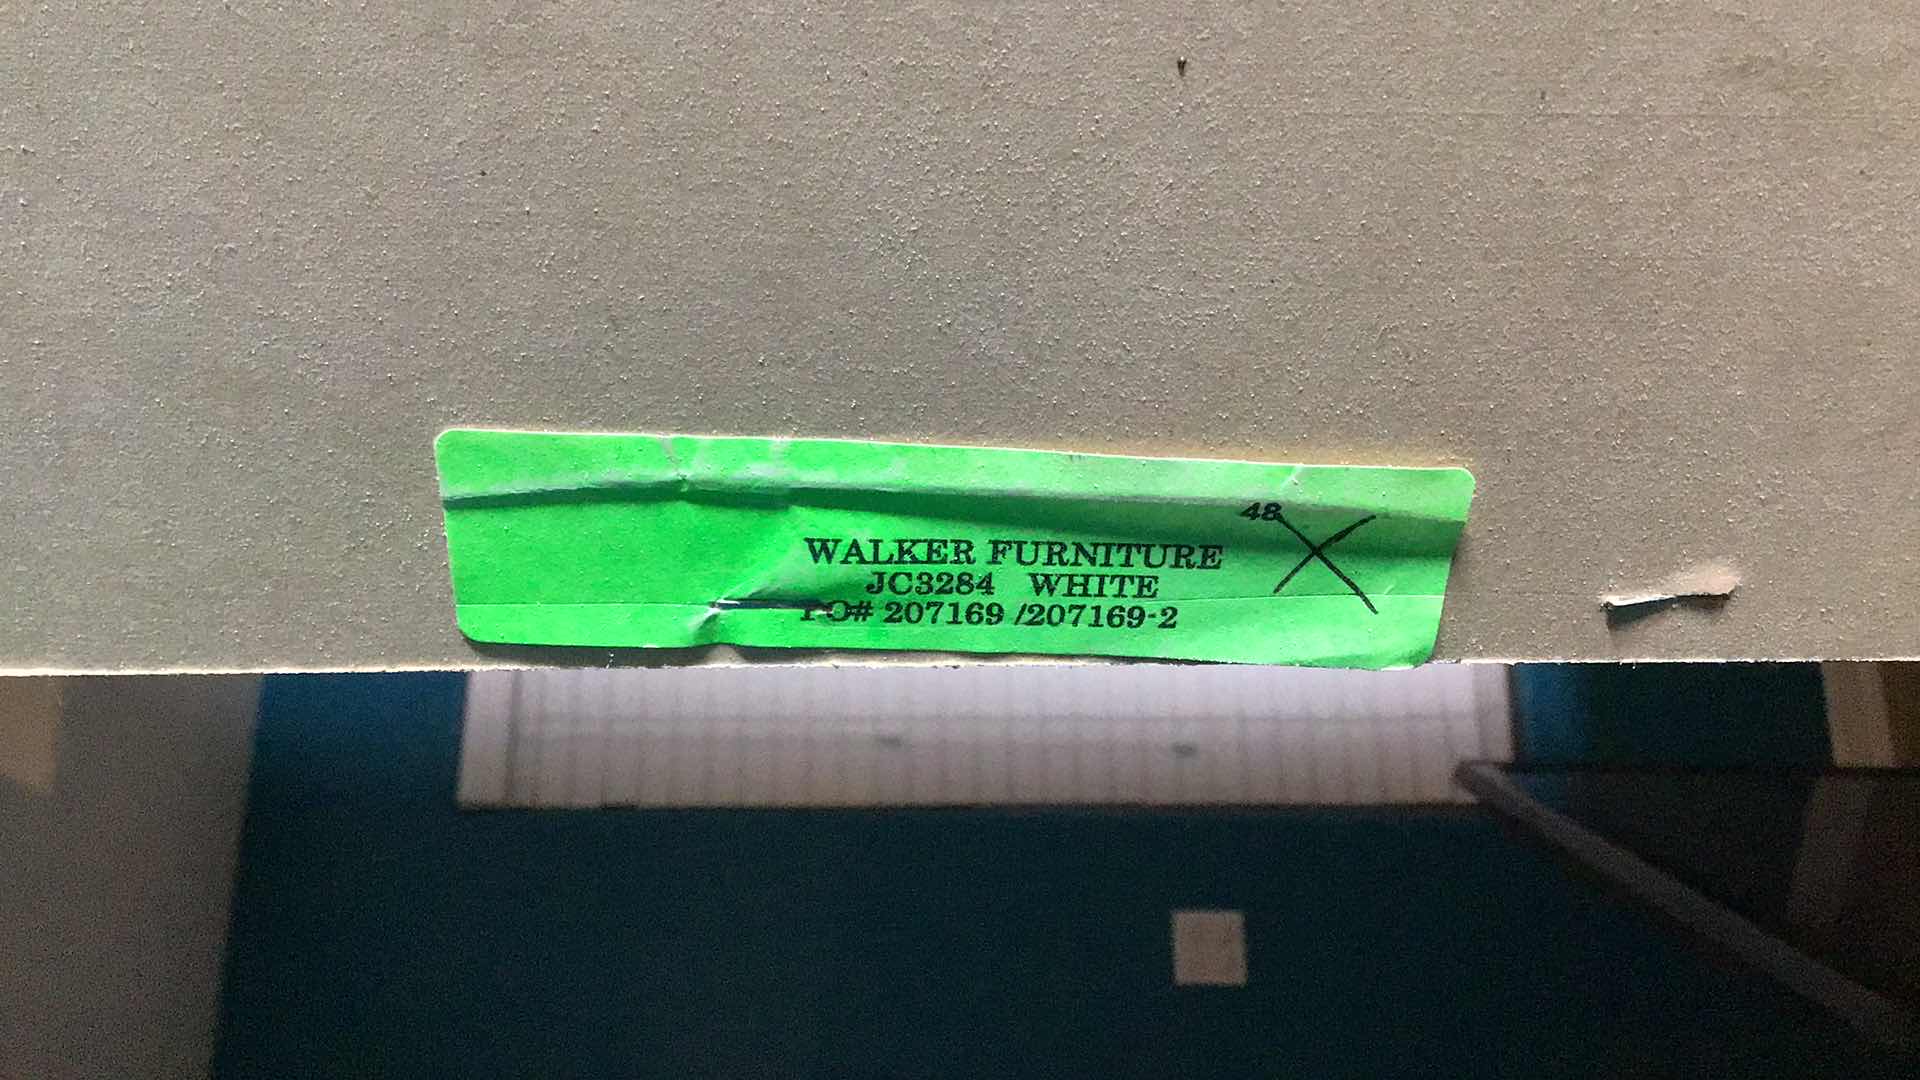 48
WALKER FURNITURE
JC3284 WHITE
PO# 207169 /207169-2